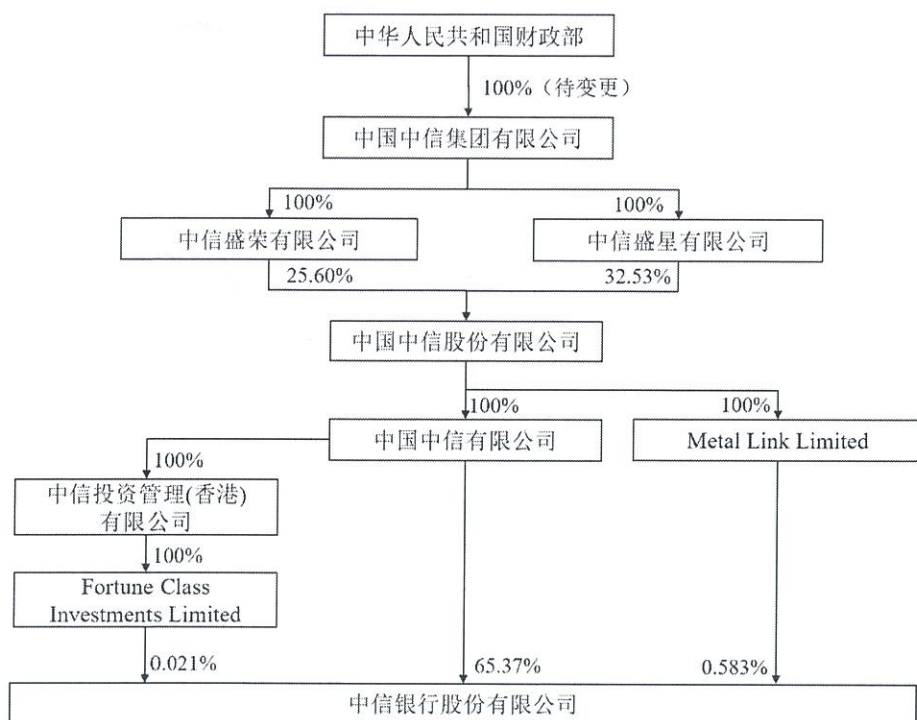 中华人民共和国财政部
100%（待变更）
中国中信集团有限公司
100%
100%
中信盛荣有限公司
中信盛星有限公司
25.60%
32.53%
中国中信股份有限公司
100%
100%
中国中信有限公司
Metal Link Limited
100%
中信投资管理(香港)
有限公司
100%
Fortune Class
Investments Limited
0.021%
65.37%
0.583%
中信银行股份有限公司